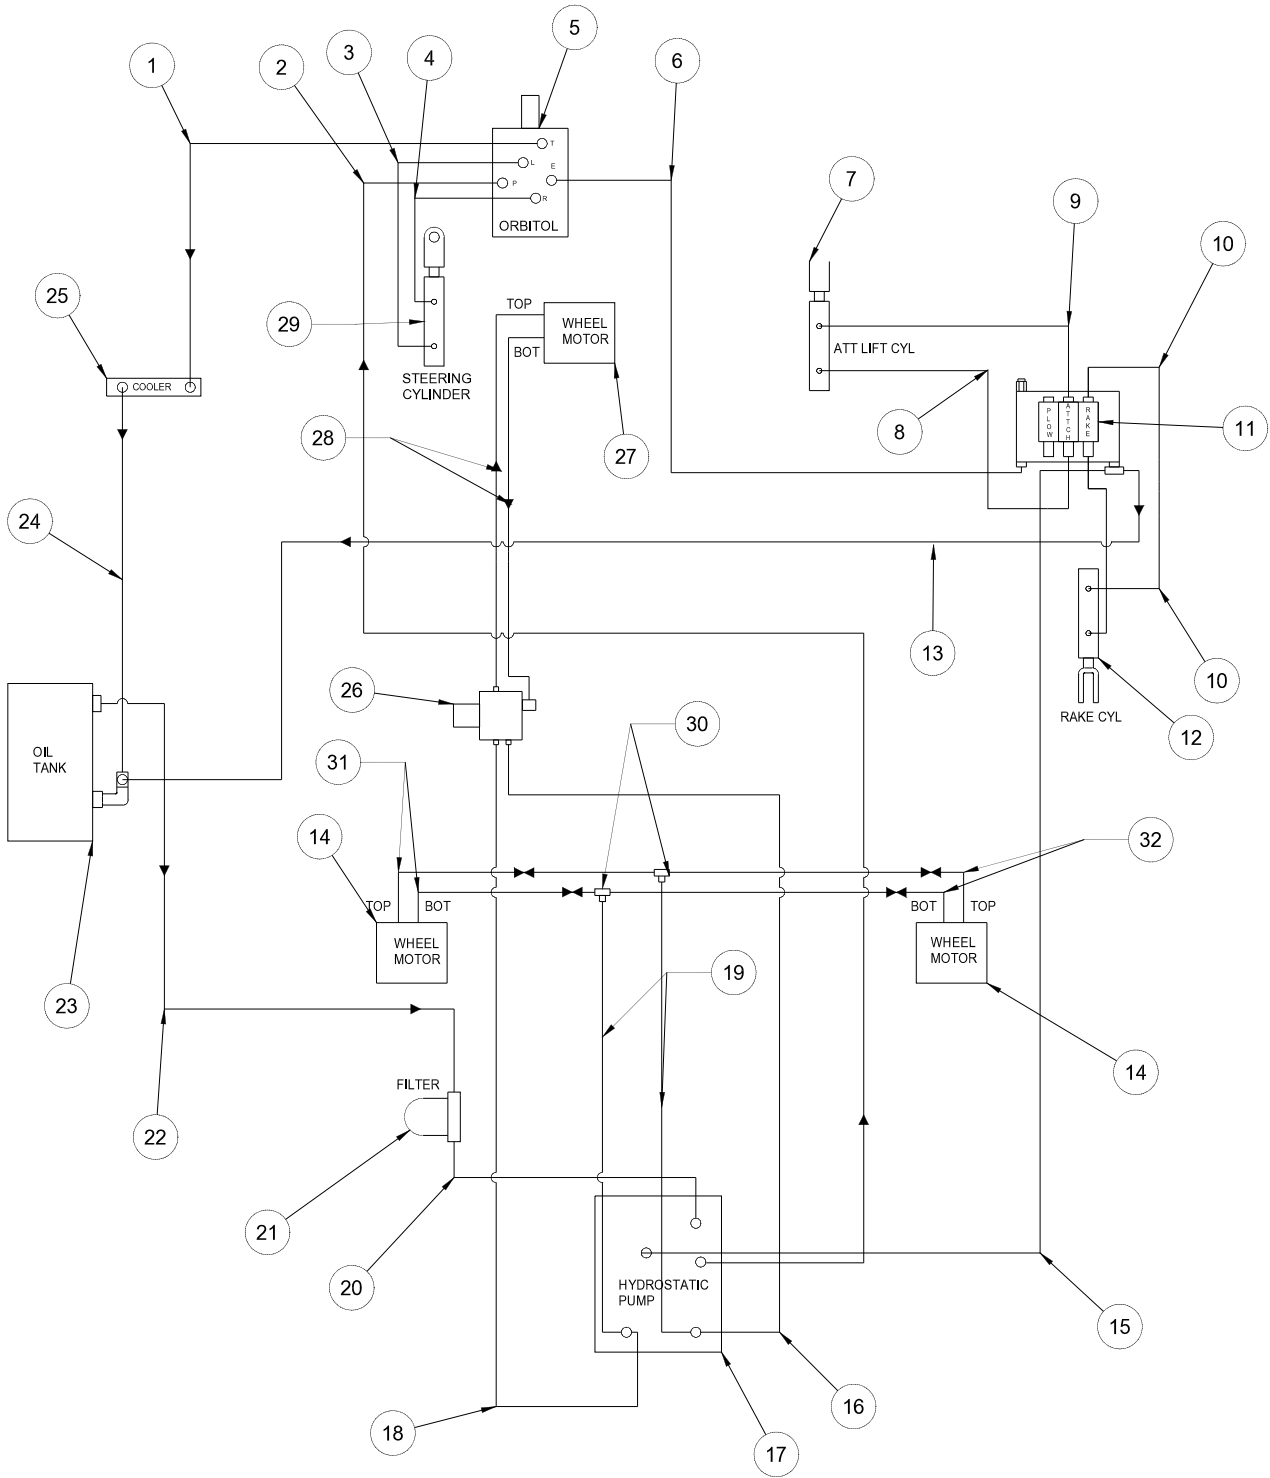 5
3
4
6
1
2
T
L
E
P
R
ORBITOL
7
9
10
25
29
TOP
WHEEL
MOTOR
BOT
ATT LIFT CYL
COOLER
STEERING
CYLINDER
8
PLOW
ATTCH
RAKE
11
28
27
24
13
10
26
RAKE CYL
12
30
OIL
TANK
31
14
32
TOP
BOT
BOT
TOP
WHEEL
MOTOR
WHEEL
MOTOR
19
23
14
FILTER
22
21
20
HYDROSTATIC
PUMP
15
16
18
17